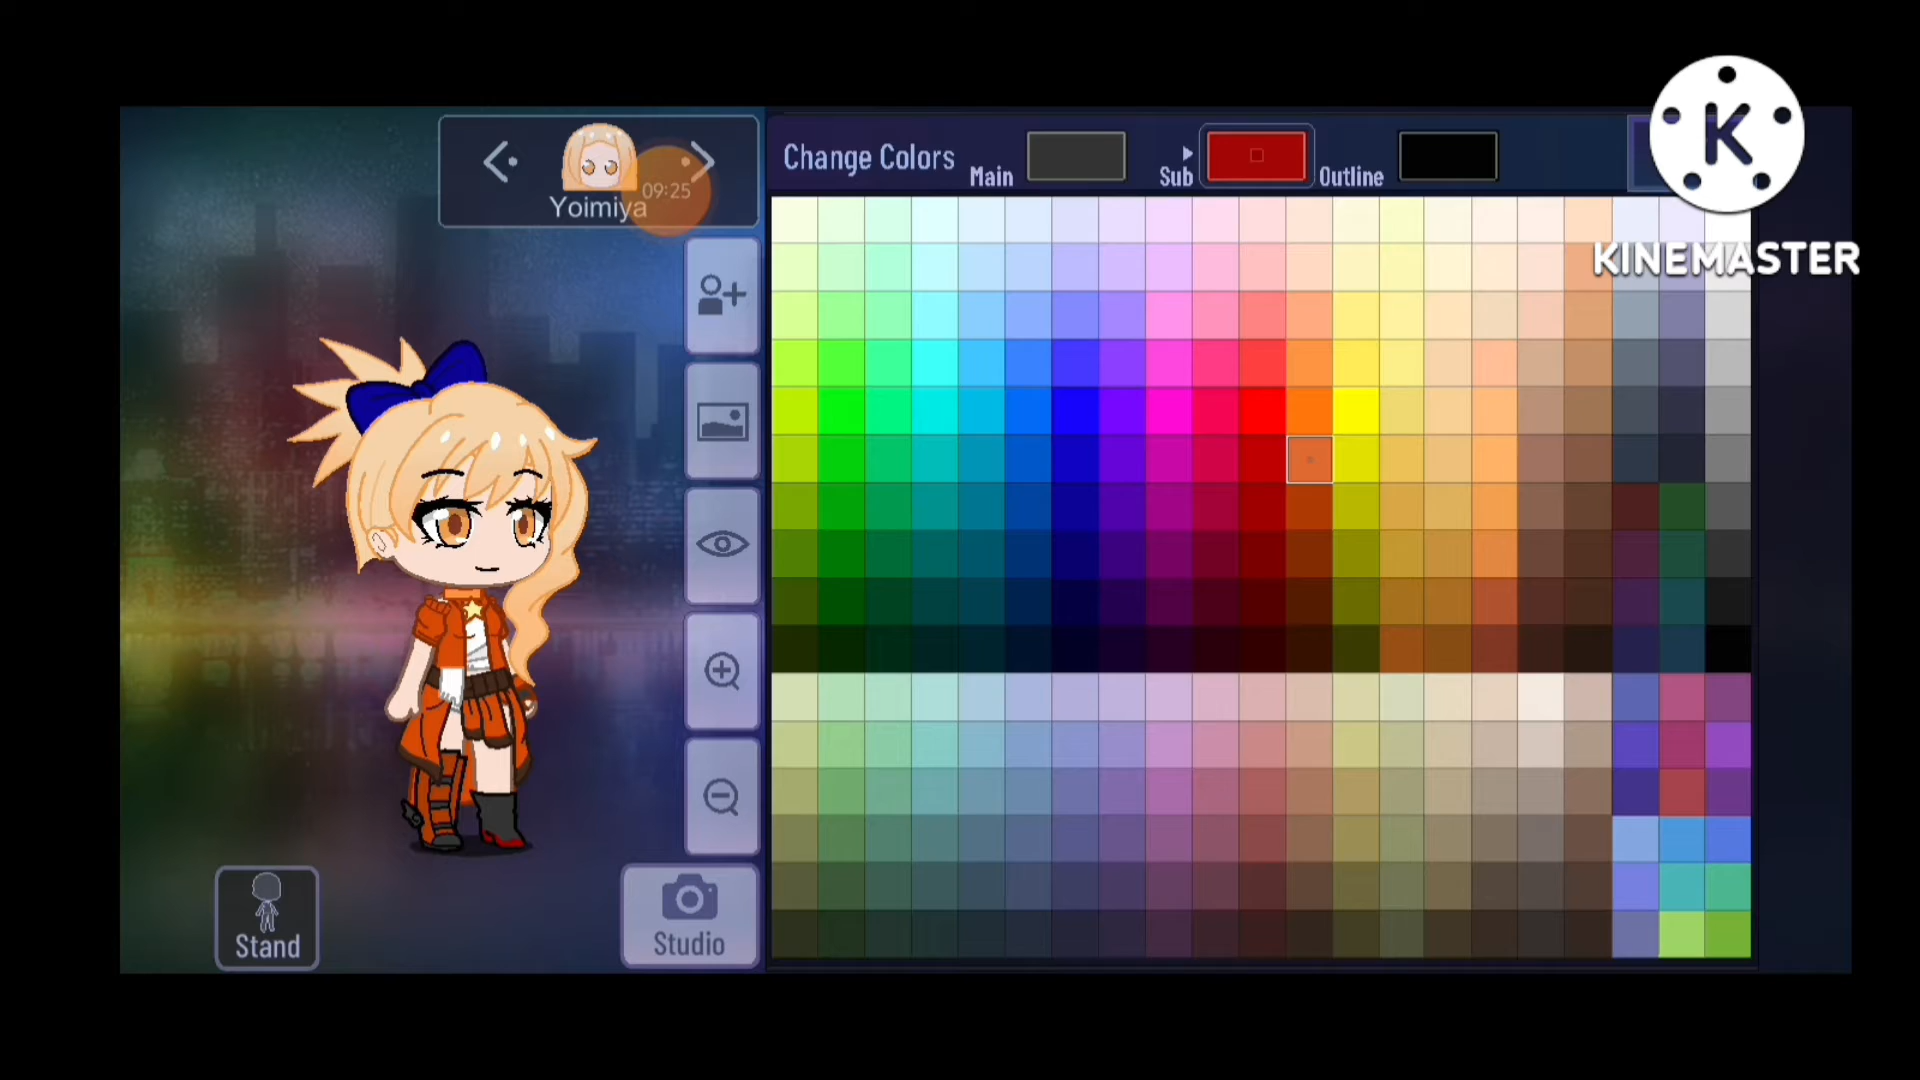 Change Colors
Main
Sub
Outline
Yoimiya
09:25
K
KINEMASTER
Stand
Studio